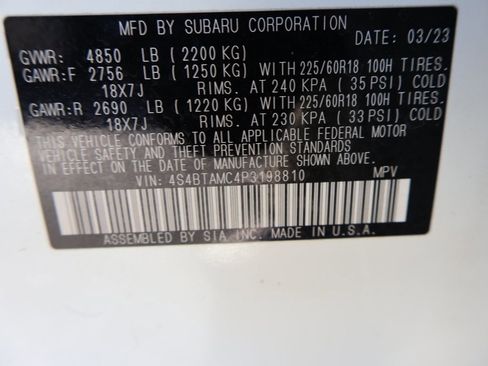 MFD BY SUBARU CORPORATION
DATE: 03/23
GVWR: 4850 LB (2200 KG)
GAWR:F 2756 LB (1250 KG) WITH 225/60R18 100H TIRES.
18X7J RIMS. AT 240 KPA (35 PSI) COLD
GAWR:R 2690 LB (1220 KG) WITH 225/60R18 100H TIRES.
18X7J RIMS. AT 230 KPA (33 PSI) COLD
THIS VEHICLE CONFORMS TO ALL APPLICABLE FEDERAL MOTOR
VEHICLE SAFETY, BUMPER, AND THEFT PREVENTION STANDARDS
IN EFFECT ON THE DATE OF MANUFACTURE SHOWN ABOVE.
VIN: 4S4BTAMC4P3198810 MPV
ASSEMBLED BY SIA, INC. MADE IN U.S.A.